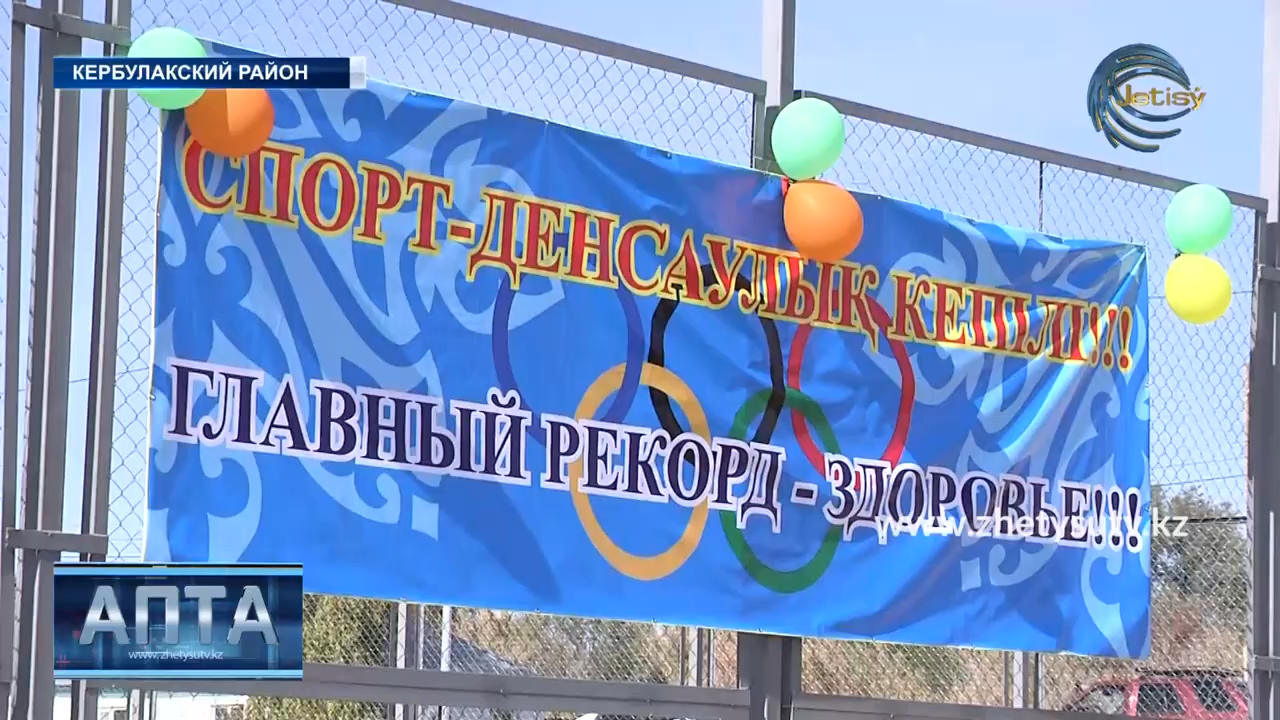 КЕРБУЛАКСКИЙ РАЙОН
Jetisý
СПОРТ-ДЕНСАУЛЫҚ КЕПІЛІ!!!
ГЛАВНЫЙ РЕКОРД - ЗДОРОВЬЕ!!!
www.zhetysutv.kz
АПТА
www.zhetysutv.kz